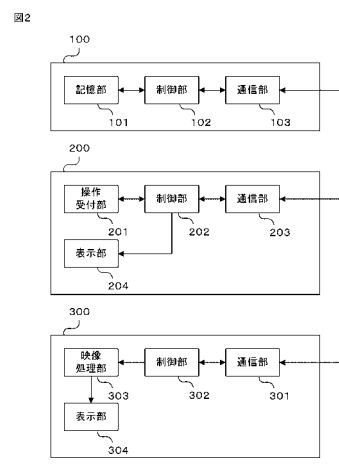 図2
100
記憶部
制御部
通信部
101
102
103
200
操作
受付部
制御部
通信部
201
202
203
表示部
204
300
映像
処理部
制御部
通信部
303
302
301
表示部
304